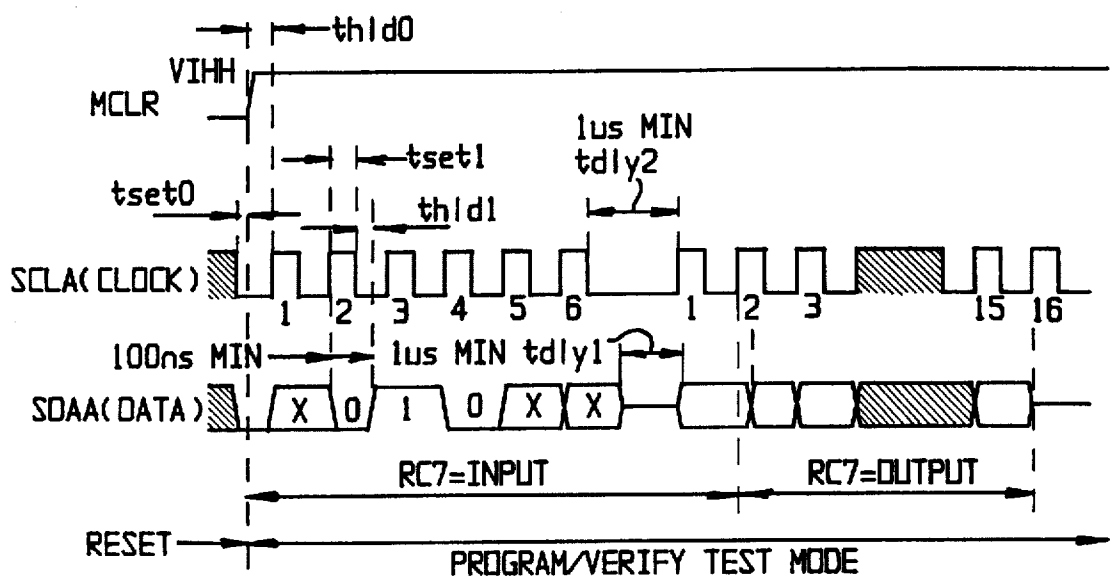 thld0
VIHH
MCLR
1us MIN
tdly2
tset1
tset0
thld1
SCLA(CLOCK)
1 2 3 4 5 6 1 2 3 15 16
100ns MIN 1us MIN tdly1
SDAA(DATA) X 0 1 0 X X
RC7=INPUT RC7=OUTPUT
RESET
PROGRAM/VERIFY TEST MODE